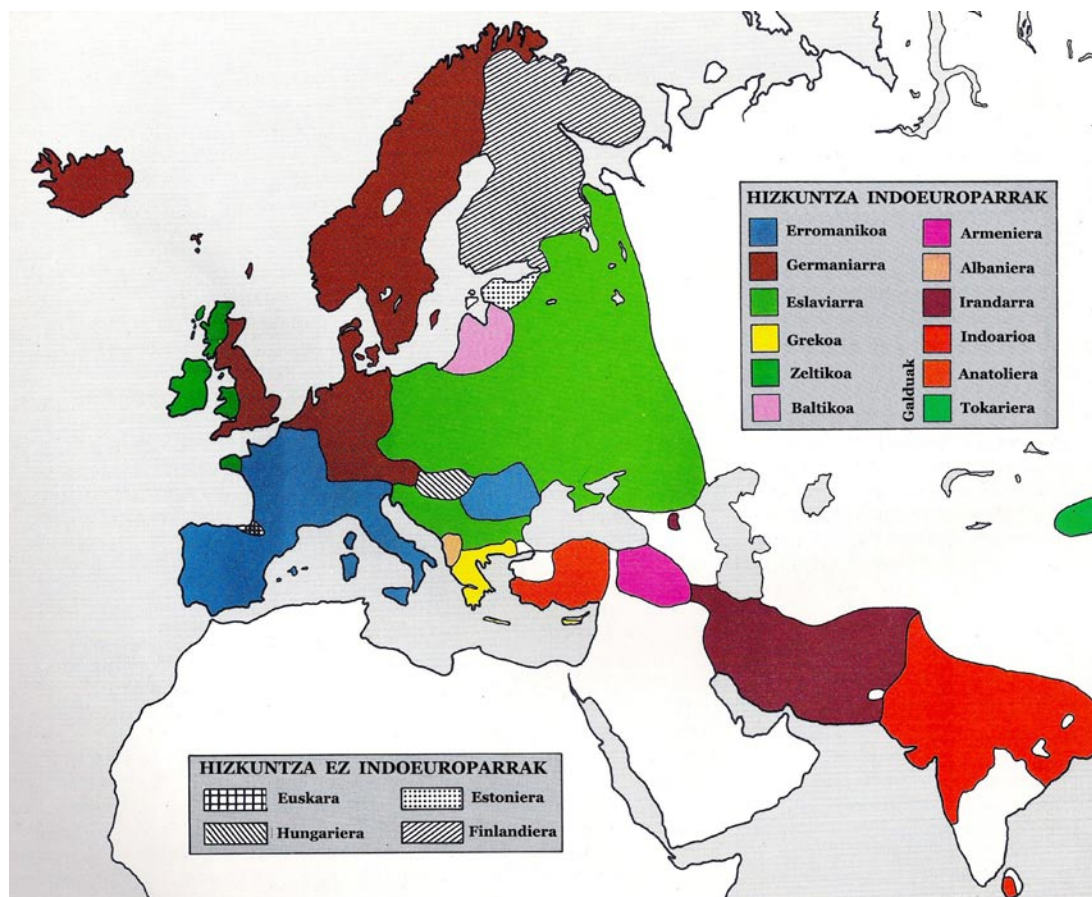 HIZKUNTZA INDOEUROPARRAK
Erromanikoa
Germaniarra
Eslaviarra
Grekoa
Zeltikoa
Baltikoa
Armeniera
Albaniera
Irandarra
Indoarioa
Galduak
Anatoliera
Tokariera
HIZKUNTZA EZ INDOEUROPARRAK
Euskara
Hungariera
Estoniera
Finlandiera